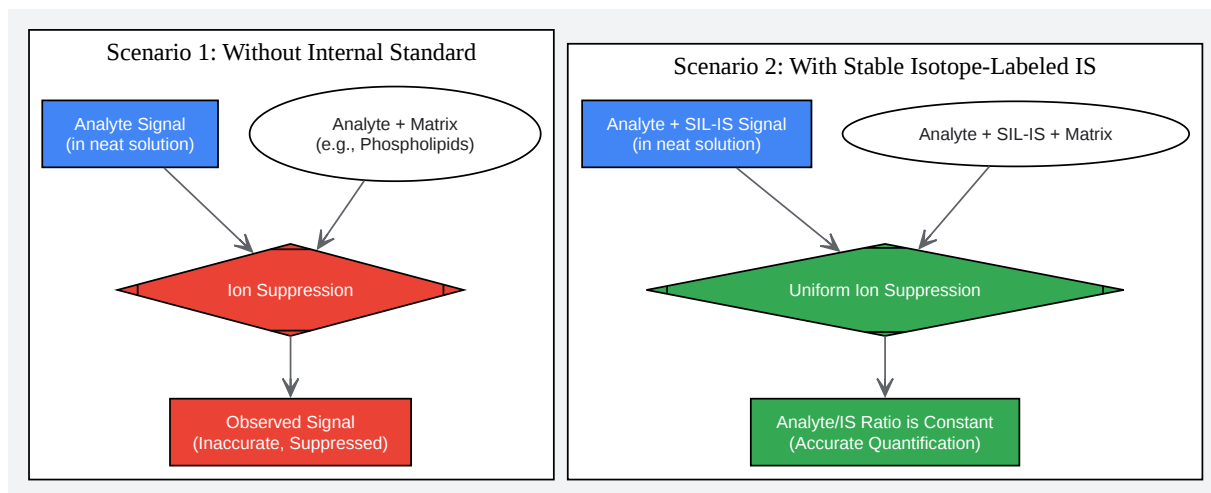 Scenario 1: Without Internal Standard
Analyte Signal
(in neat solution)
Analyte + Matrix
(e.g., Phospholipids)
Ion Suppression
Observed Signal
(Inaccurate, Suppressed)
Scenario 2: With Stable Isotope-Labeled IS
Analyte + SIL-IS Signal
(in neat solution)
Analyte + SIL-IS + Matrix
Uniform Ion Suppression
Analyte/IS Ratio is Constant
(Accurate Quantification)